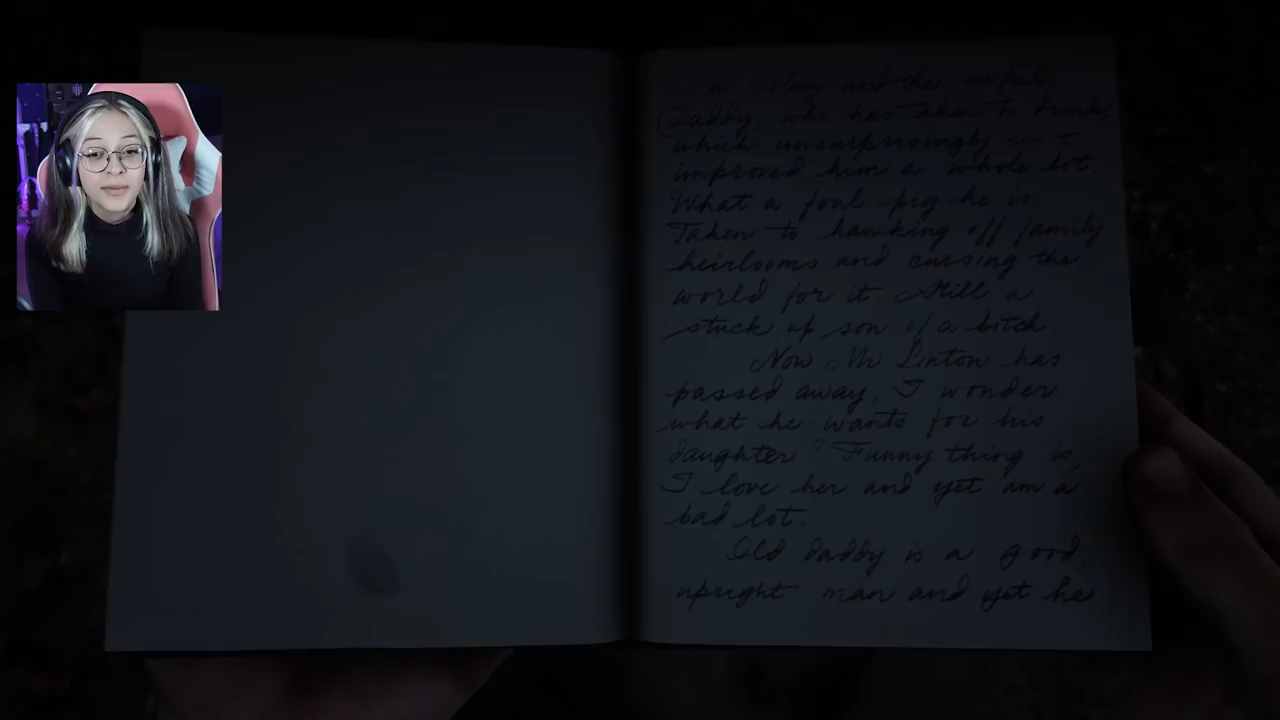 Mary and the awful
Daddy, who has taken to drink
which unsurprisingly ain't
improved him a whole lot.
What a foul pig he is.
Taken to hawking off family
heirlooms and cursing the
world for it. Still a
stuck up son of a bitch
Now Mr Linton has
passed away, I wonder
what he wants for his
daughter? Funny thing is,
I love her and yet am a
bad lot.
Old daddy is a good,
upright man and yet he